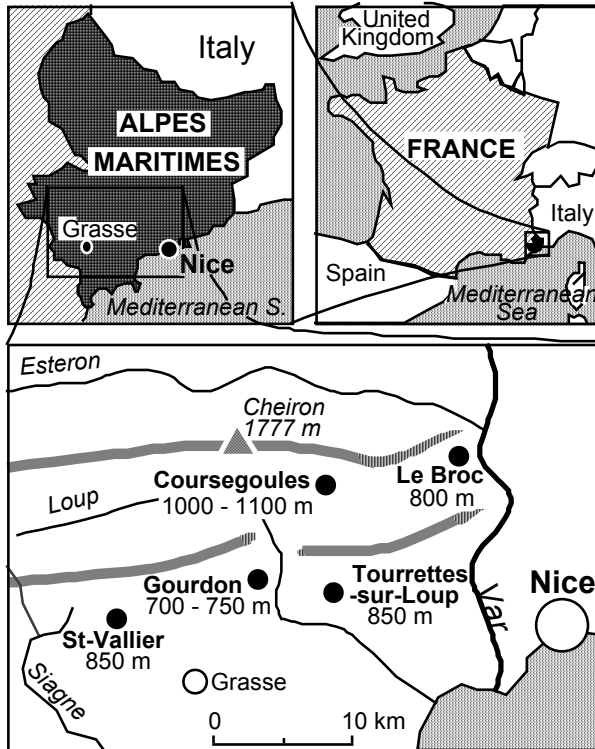 Italy
ALPES
MARITIMES
Grasse
Nice
Mediterranean S.
United
Kingdom
FRANCE
Italy
Spain
Mediterranean
Sea
Esteron
Cheiron
1777 m
Coursegoules
1000 - 1100 m
Le Broc
800 m
Loup
Gourdon
700 - 750 m
Tourrettes
-sur-Loup
850 m
Nice
Var
St-Vallier
850 m
Siagne
Grasse
0 10 km